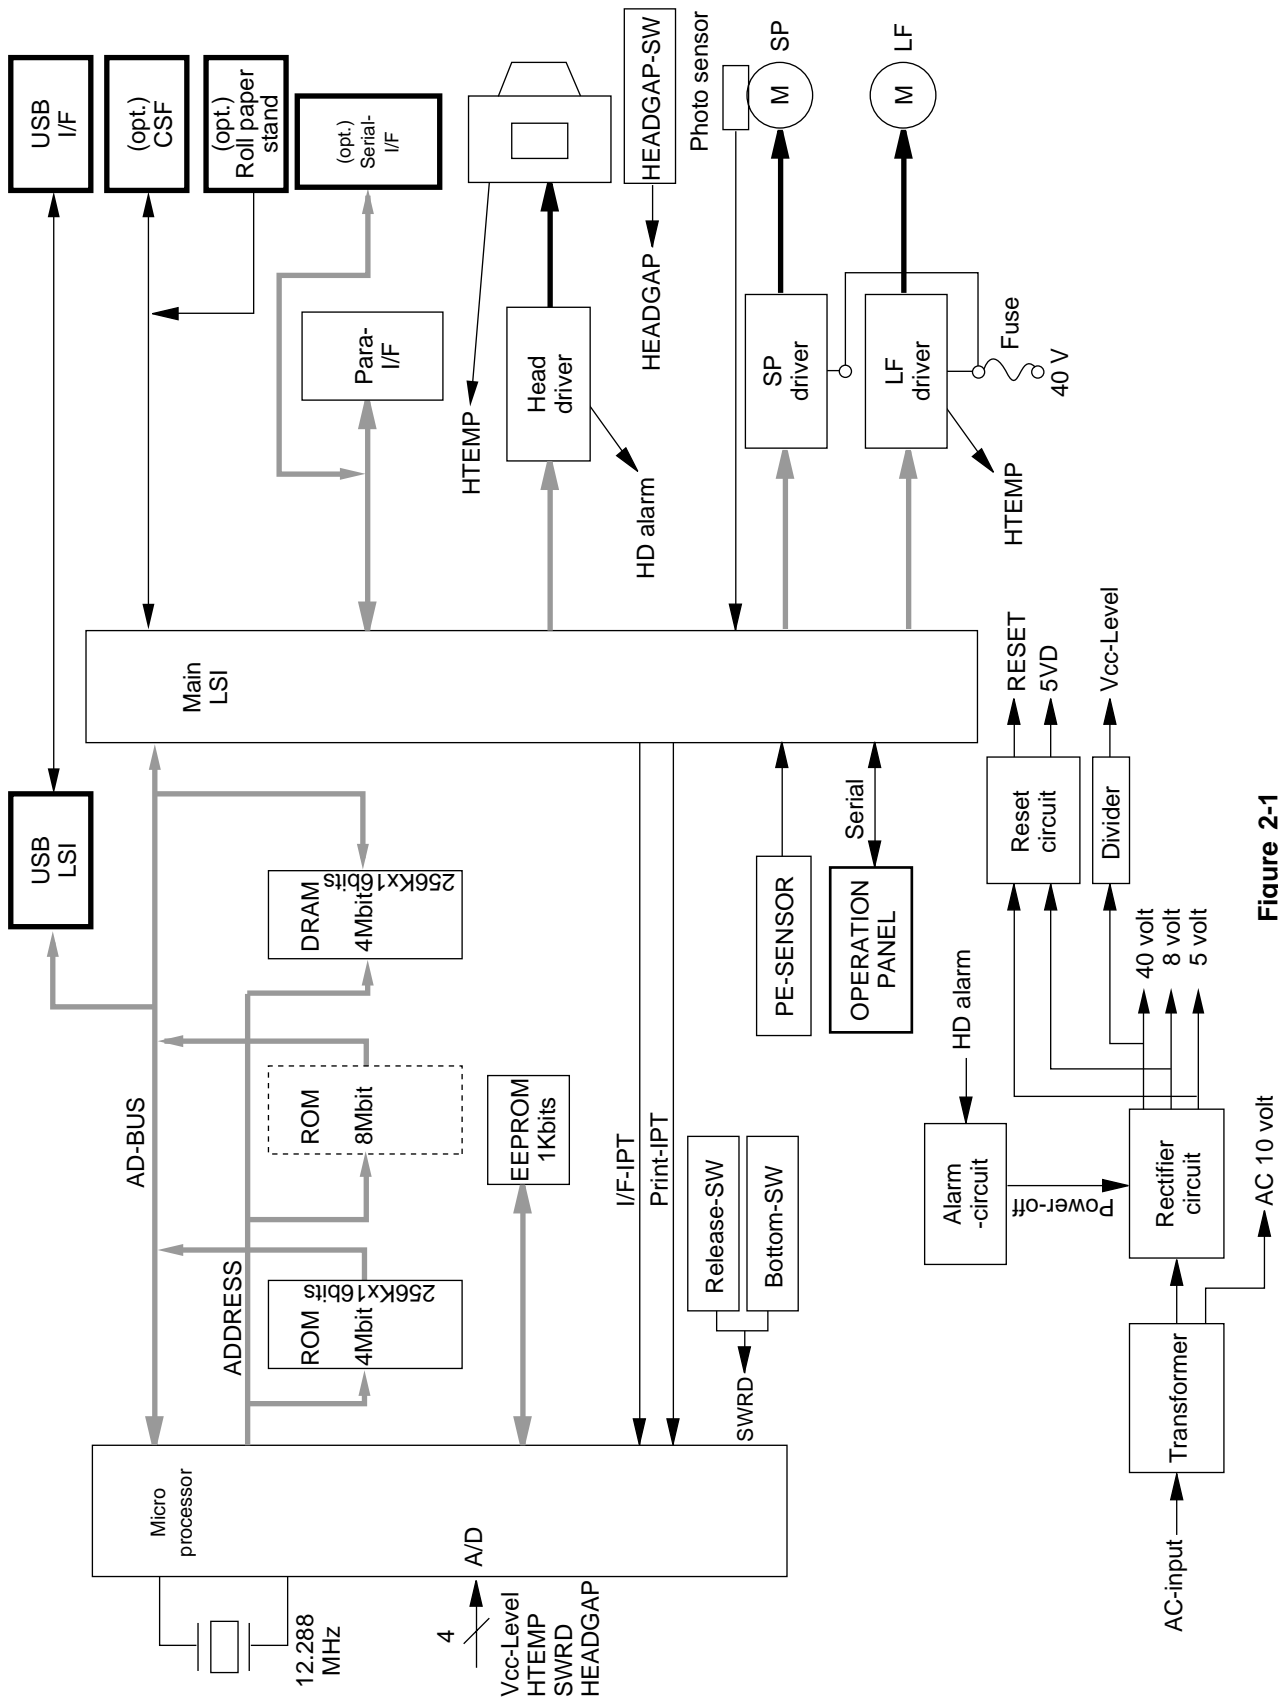 USB
I/F
(opt.)
CSF
(opt.)
Roll paper
stand
(opt.)
Serial-
I/F
HEADGAP-SW
Photo sensor
M
SP
M
LF
Para-
I/F
HTEMP
Head
driver
HD alarm
HEADGAP
SP
driver
LF
driver
Fuse
40 V
HTEMP
Main
LSI
USB
LSI
AD-BUS
ADDRESS
DRAM
4Mbit
256Kx16bits
ROM
8Mbit
ROM
4Mbit
256Kx16bits
EEPROM
1Kbits
I/F-IPT
Print-IPT
PE-SENSOR
Serial
OPERATION
PANEL
Release-SW
Bottom-SW
SWRD
Micro
processor
A/D
12.288
MHz
4
Vcc-Level
HTEMP
SWRD
HEADGAP
RESET
5VD
Vcc-Level
Reset
circuit
Divider
40 volt
8 volt
5 volt
HD alarm
Alarm
-circuit
Power-off
Rectifier
circuit
AC 10 volt
Transformer
AC-input
Figure 2-1